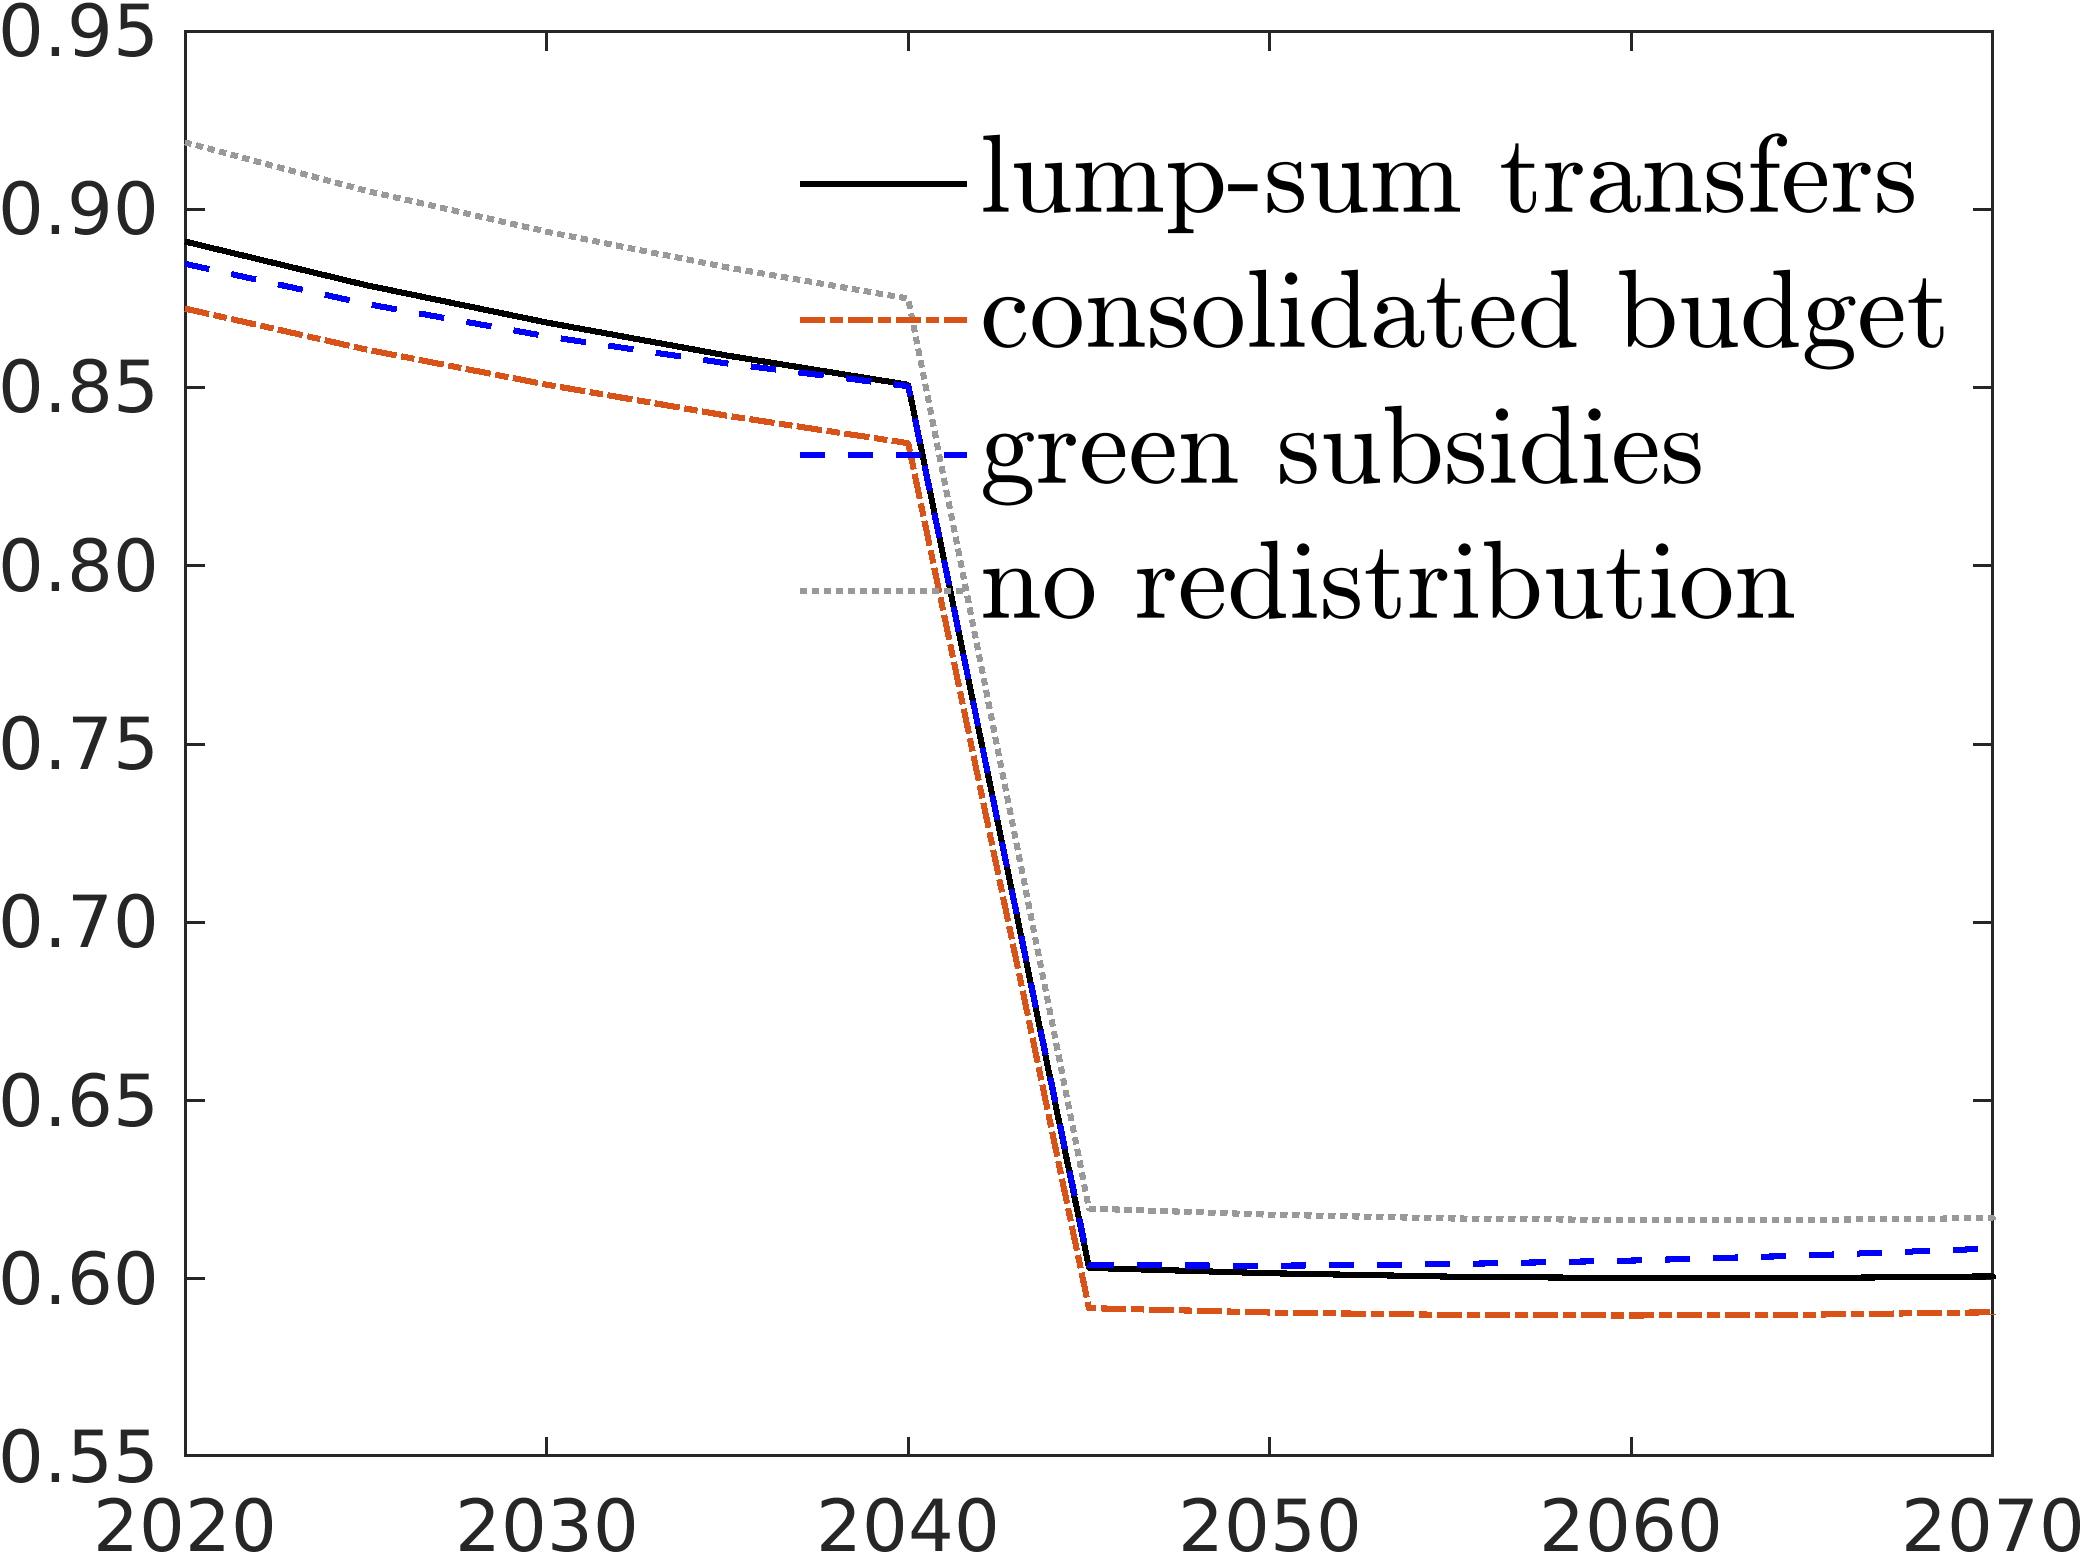 0.95
0.90
0.85
0.80
0.75
0.70
0.65
0.60
0.55
lump-sum transfers
consolidated budget
green subsidies
no redistribution
2020 2030 2040 2050 2060 2070